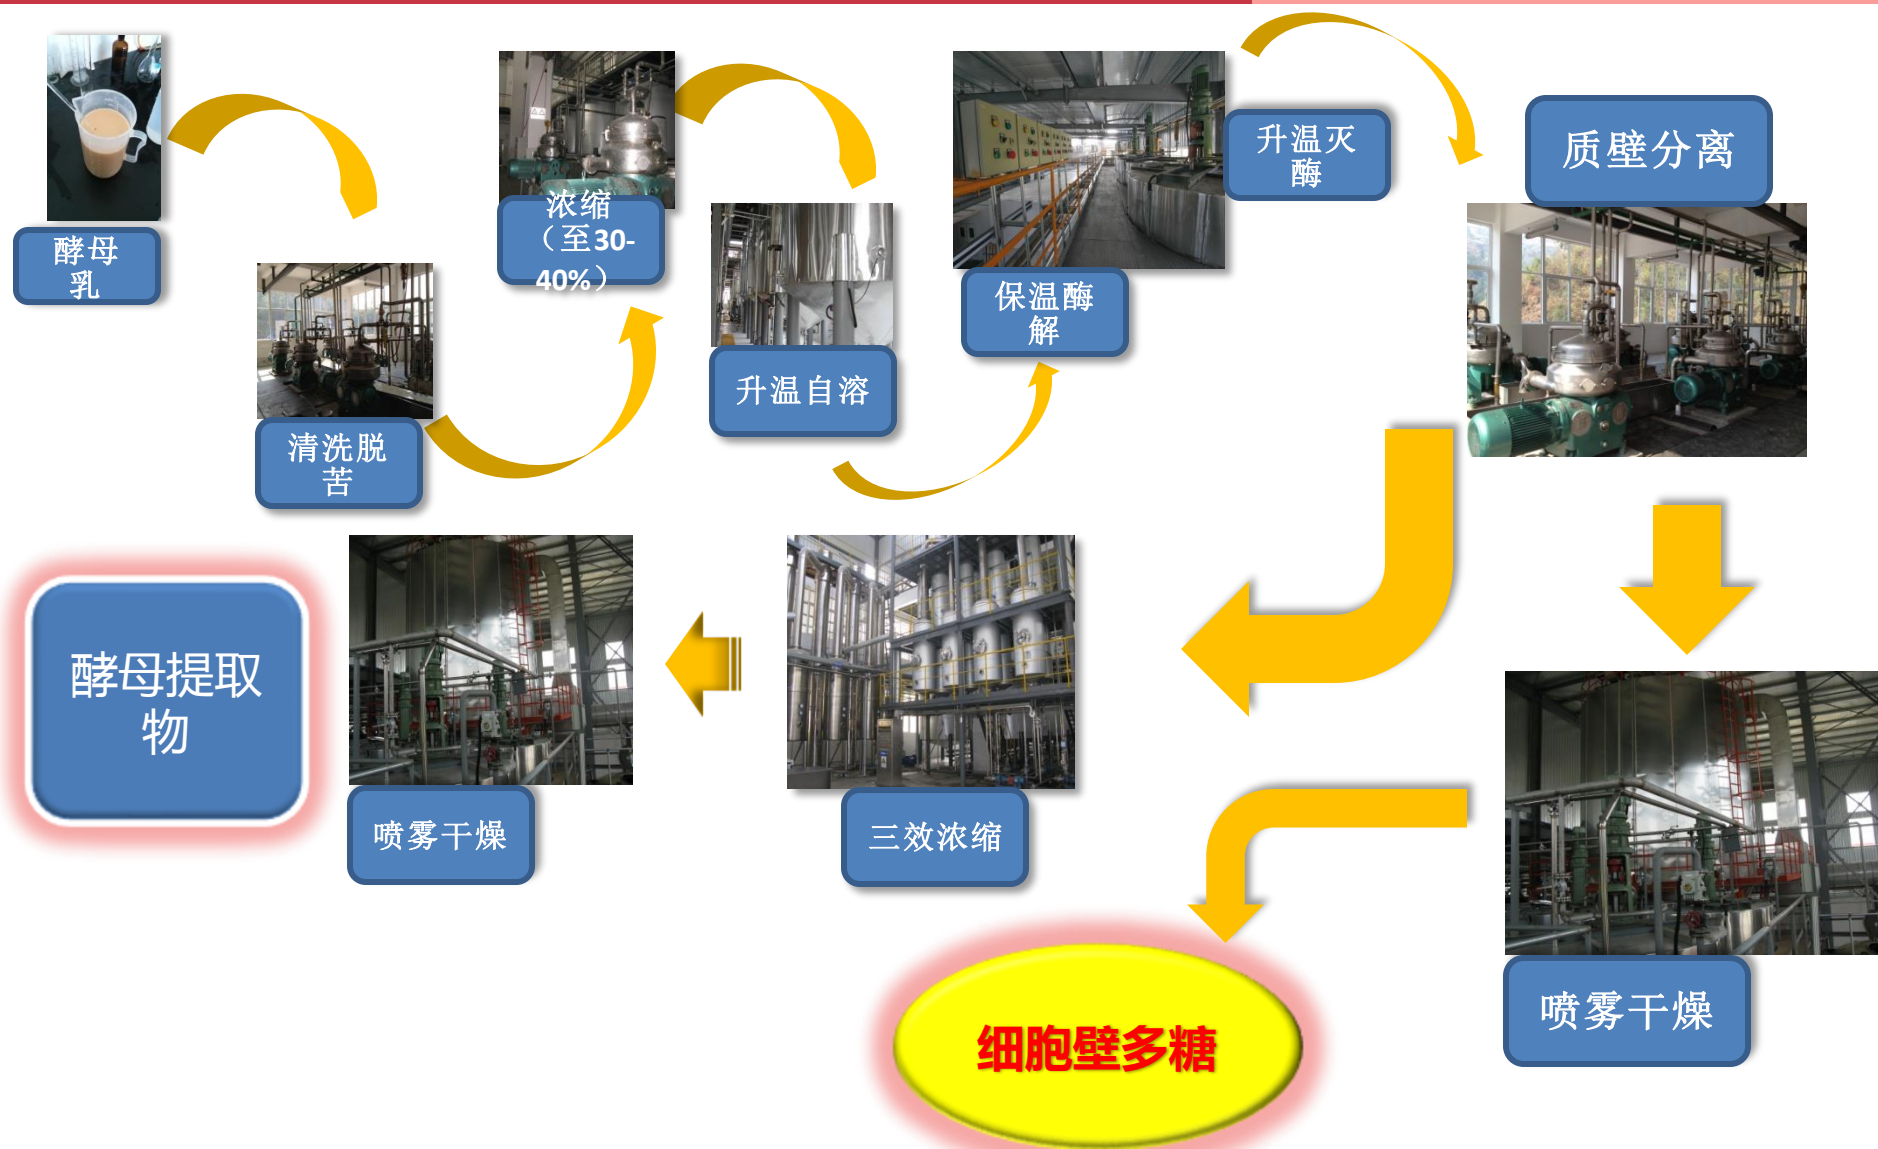 酵母
乳
清洗脱
苦
浓缩
（至30-
40%）
升温自溶
保温酶
解
升温灭
酶
质壁分离
三效浓缩
喷雾干燥
酵母提取
物
喷雾干燥
细胞壁多糖